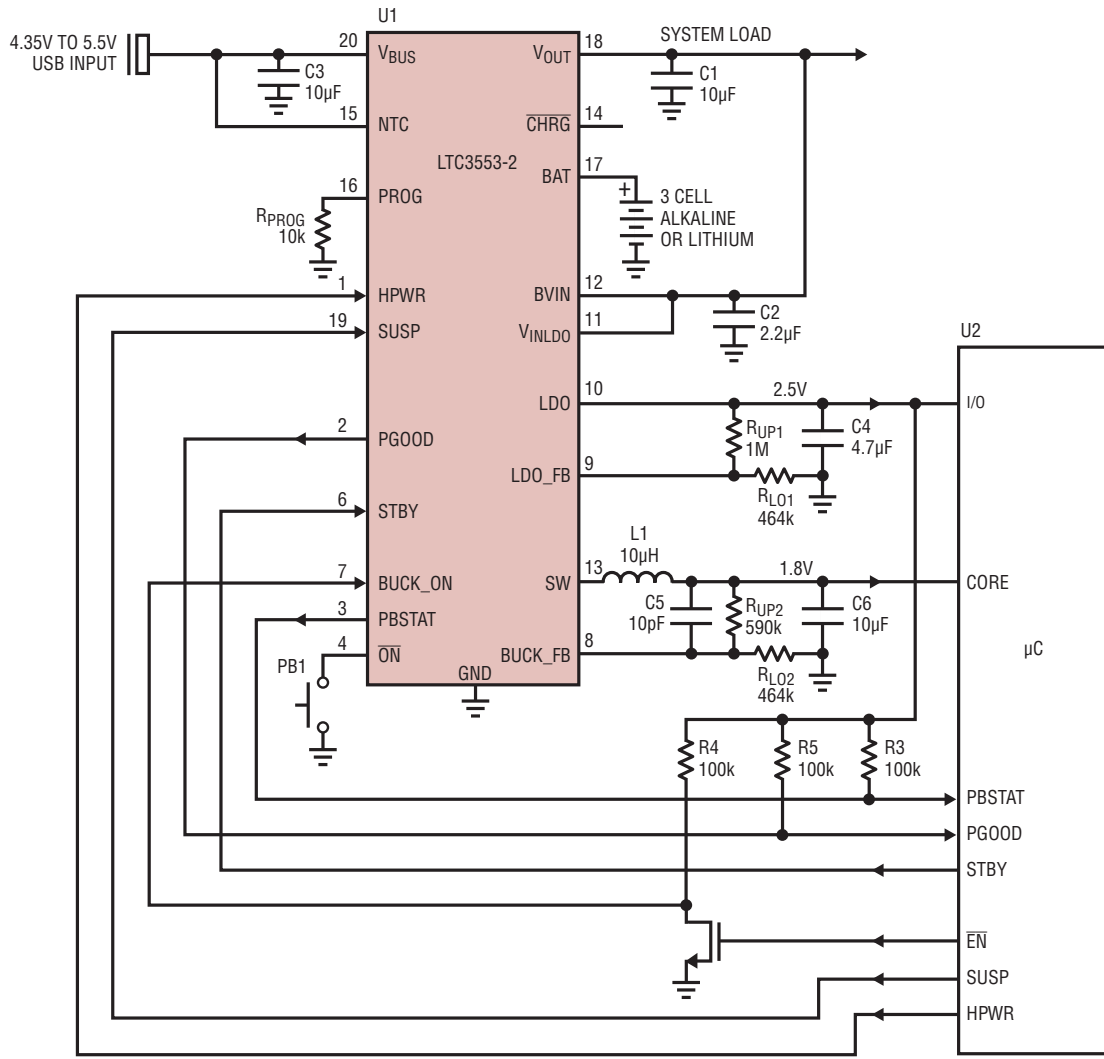 U1
4.35V TO 5.5V
USB INPUT
C3
10µF
20
VBUS
15
NTC
16
PROG
RPROG
10k
1
HPWR
19
SUSP
2
PGOOD
6
STBY
7
BUCK_ON
3
PBSTAT
4
ON
PB1
GND
LTC3553-2
VOUT
18
SYSTEM LOAD
C1
10µF
CHRG
14
BAT
17
+
3 CELL
ALKALINE
OR LITHIUM
BVIN
12
VINLDO
11
C2
2.2µF
LDO
10
2.5V
RUP1
1M
C4
4.7µF
LDO_FB
9
RLO1
464k
L1
10µH
SW
13
1.8V
C5
10pF
RUP2
590k
C6
10µF
BUCK_FB
8
RLO2
464k
R4
100k
R5
100k
R3
100k
U2
I/O
CORE
µC
PBSTAT
PGOOD
STBY
EN
SUSP
HPWR